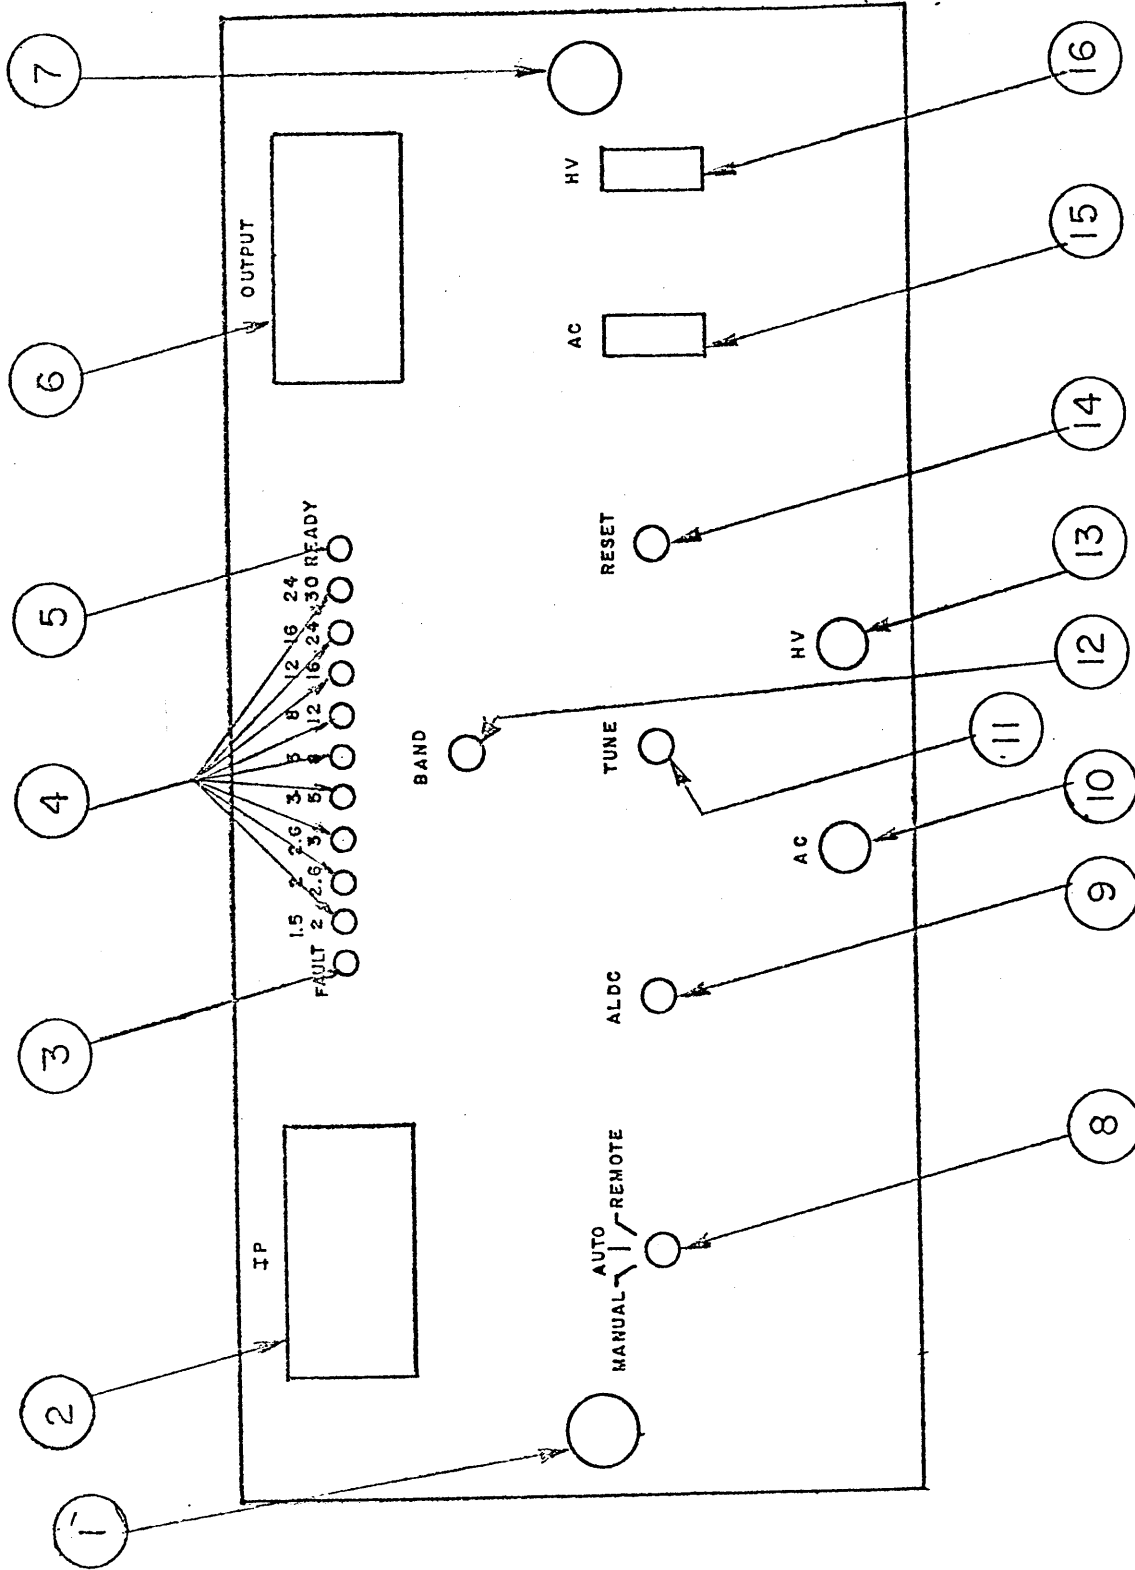 1 2 3 4 5 6 7
IP
OUTPUT
FAULT 1.5 2 2.6 3 5 8 12 16 24 READY
2 2.6 3 5 8 12 16 24 30
BAND
MANUAL AUTO REMOTE
ALDC
TUNE
RESET
AC
HV
AC
HV
8 9 10 11 12 13 14 15 16